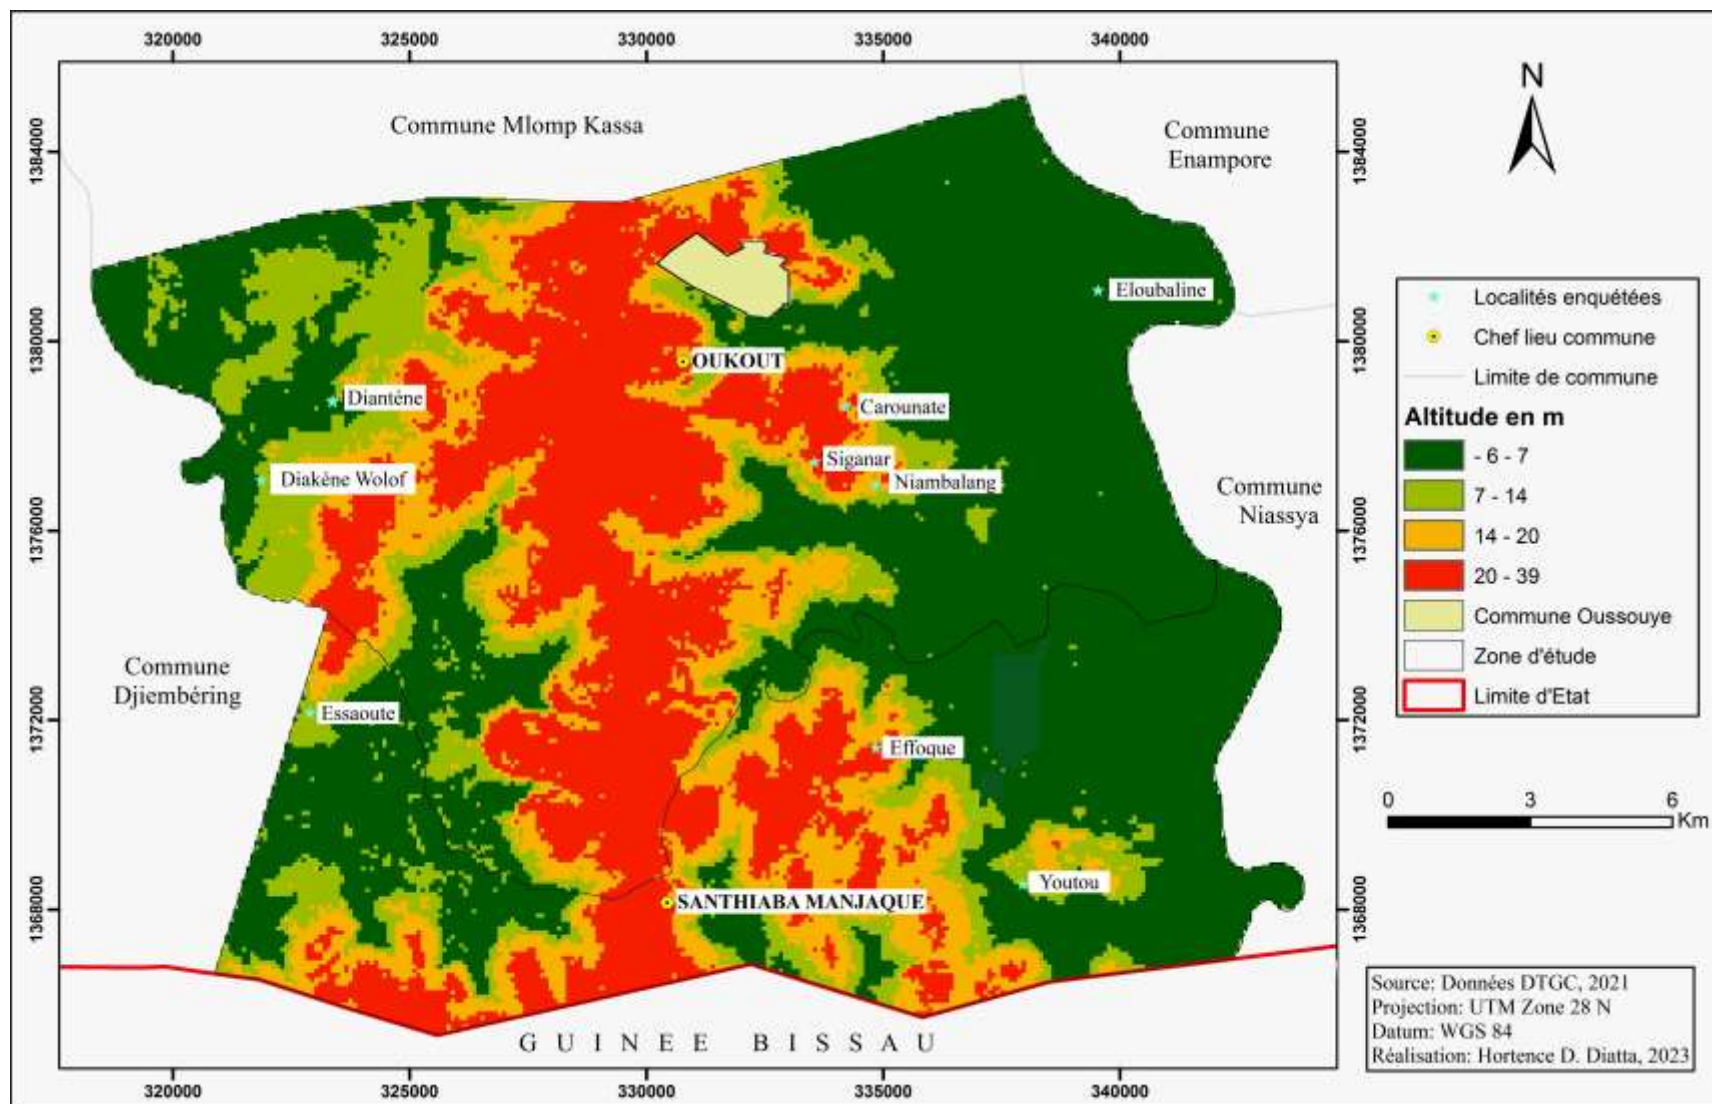 320000 325000 330000 335000 340000
N
Commune Mlomp Kassa
Commune
Enampore
1384000
1384000
Eloubaline
1380000
1380000
OUKOUT
Dianténe
Carounate
Siganar
Diakène Wolof
Niambalang
Commune
Niassya
1376000
1376000
Commune
Djiembéring
Essaoute
1372000
1372000
Effoque
Youtou
SANTHIABA MANJAQUE
1368000
1368000
GUINEE BISSAU
320000 325000 330000 335000 340000
Localités enquétées
Chef lieu commune
Limite de commune
Altitude en m
- 6 - 7
7 - 14
14 - 20
20 - 39
Commune Oussouye
Zone d'étude
Limite d'Etat
0 3 6
Km
Source: Données DTGC, 2021
Projection: UTM Zone 28 N
Datum: WGS 84
Réalisation: Hortence D. Diatta, 2023